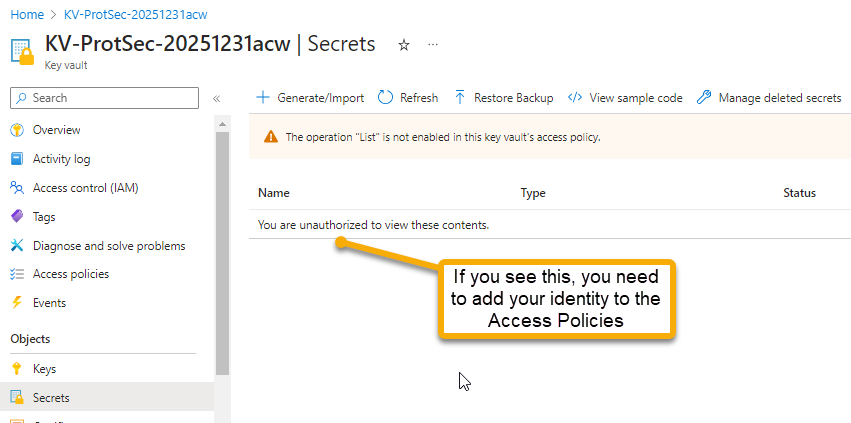 Home > KV-ProtSec-20251231acw
KV-ProtSec-20251231acw | Secrets ☆ ...
Key vault
Search «
Generate/Import Refresh Restore Backup View sample code Manage deleted secrets
Overview
Activity log
Access control (IAM)
Tags
Diagnose and solve problems
Access policies
Events
Objects
Keys
Secrets
The operation "List" is not enabled in this key vault's access policy.
Name Type Status
You are unauthorized to view these contents.
If you see this, you need
to add your identity to the
Access Policies